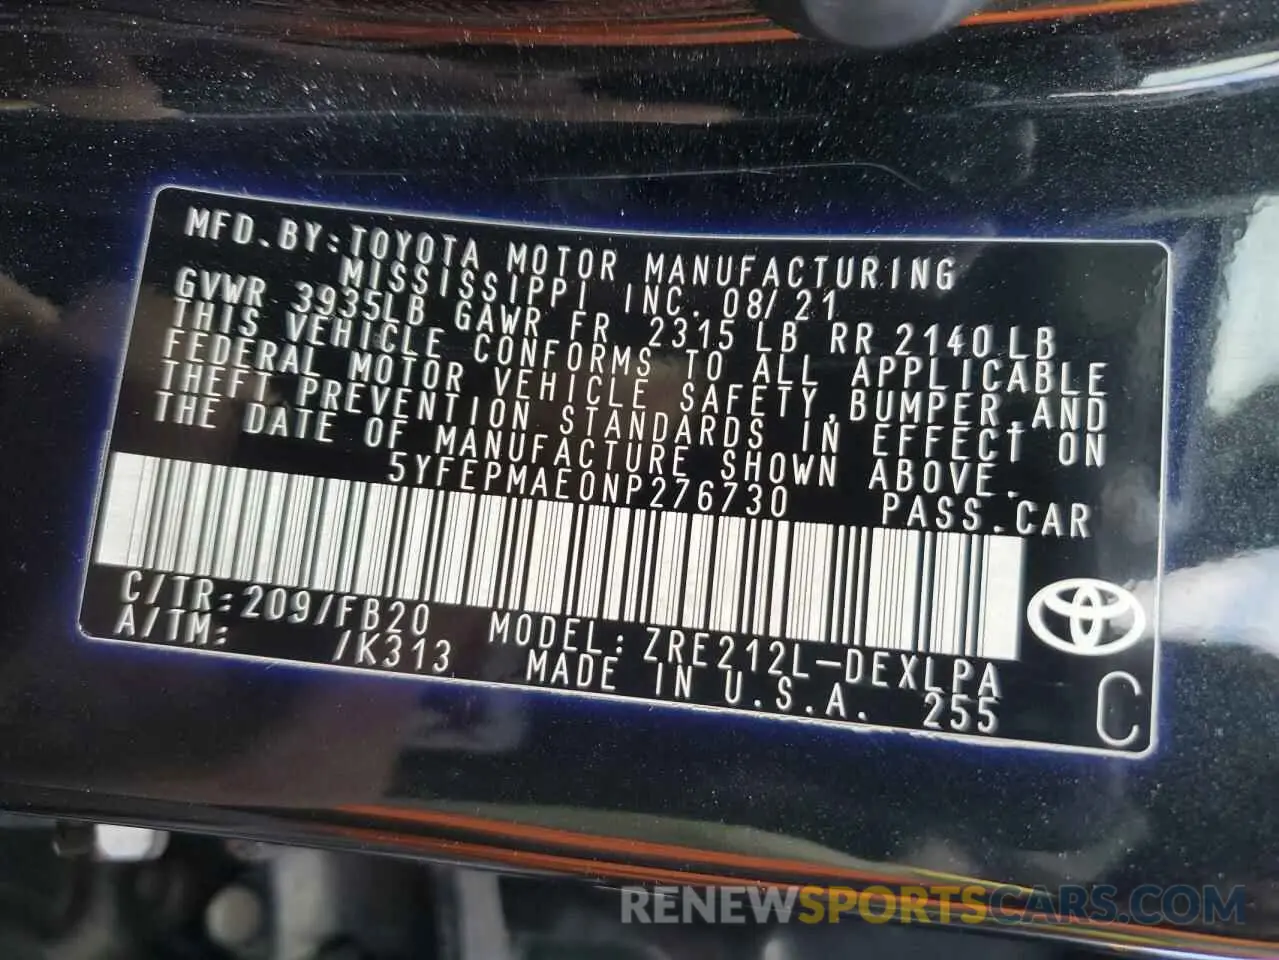 MFD.BY:TOYOTA MOTOR MANUFACTURING
MISSISSIPPI INC. 08/21
GVWR 3935LB GAWR FR 2315LB RR 2140LB
THIS VEHICLE CONFORMS TO ALL APPLICABLE
FEDERAL MOTOR VEHICLE SAFETY,BUMPER,AND
THEFT PREVENTION STANDARDS IN EFFECT ON
THE DATE OF MANUFACTURE SHOWN ABOVE.
5YFEPMAE0NP276730 PASS.CAR
C/TR:209/FB20 MODEL:ZRE212L-DEXLPA
A/TM: /K313 MADE IN U.S.A. 255
C
RENEWSPORTSCARS.COM